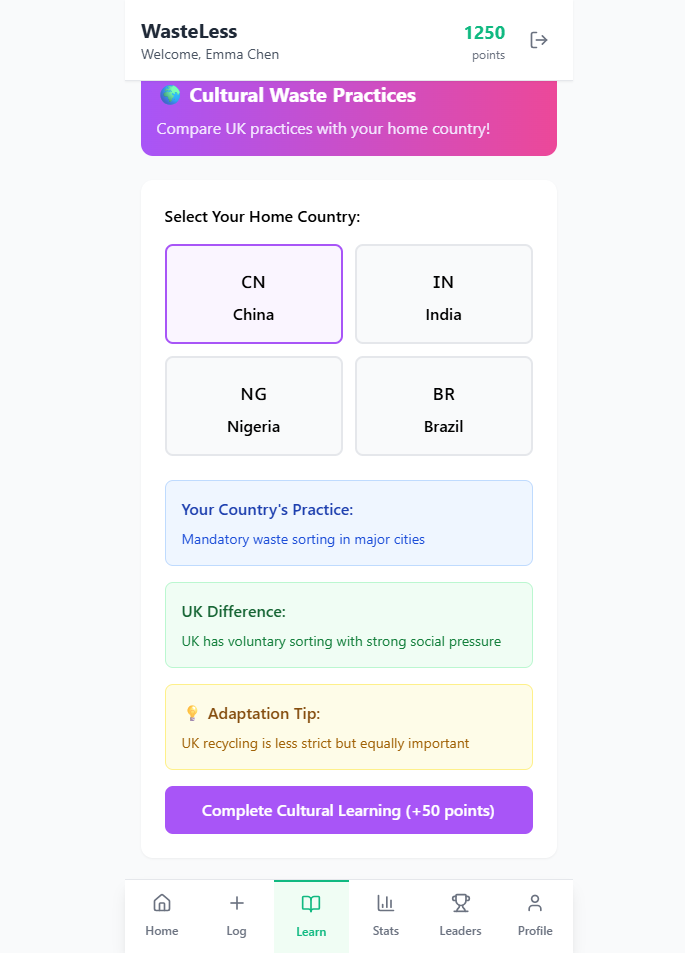 WasteLess
Welcome, Emma Chen
1250
points
🌍 Cultural Waste Practices
Compare UK practices with your home country!
Select Your Home Country:
CN
China
IN
India
NG
Nigeria
BR
Brazil
Your Country's Practice:
Mandatory waste sorting in major cities
UK Difference:
UK has voluntary sorting with strong social pressure
💡 Adaptation Tip:
UK recycling is less strict but equally important
Complete Cultural Learning (+50 points)
Home
Log
Learn
Stats
Leaders
Profile